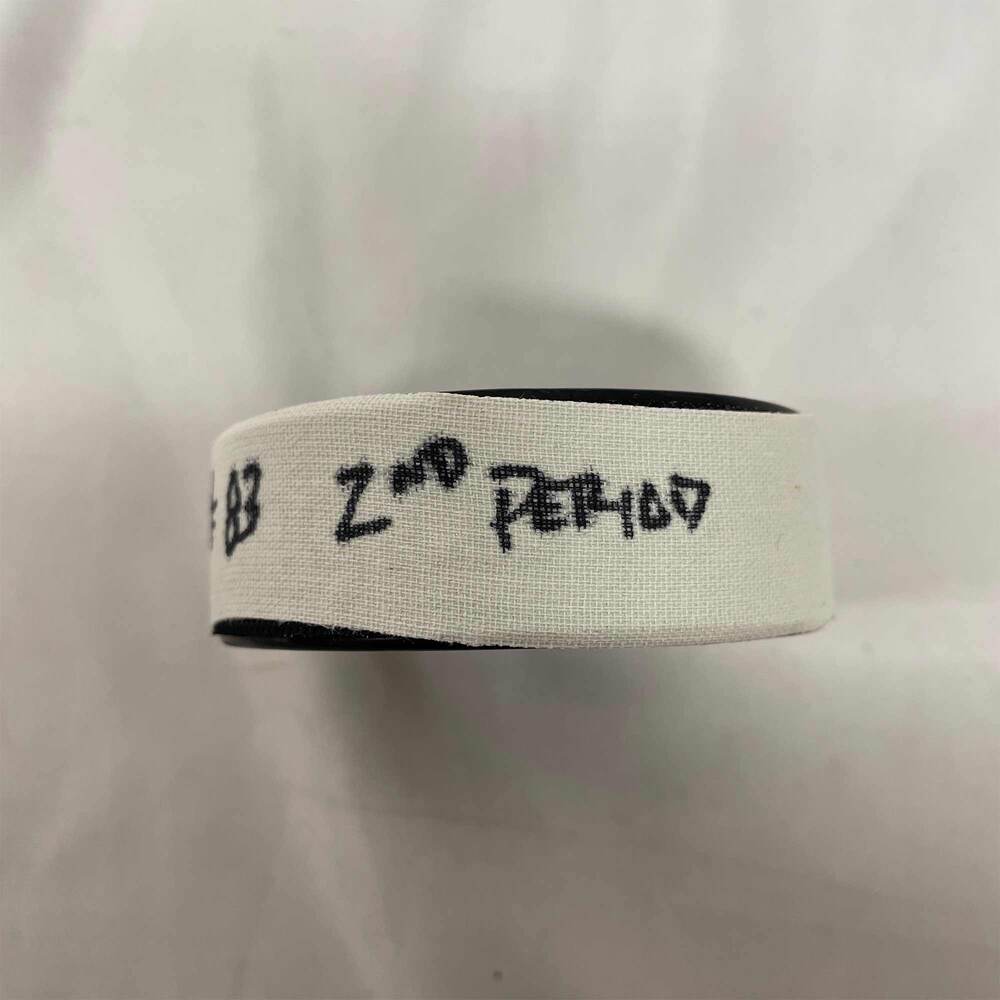 # 83 2ND PERIOD